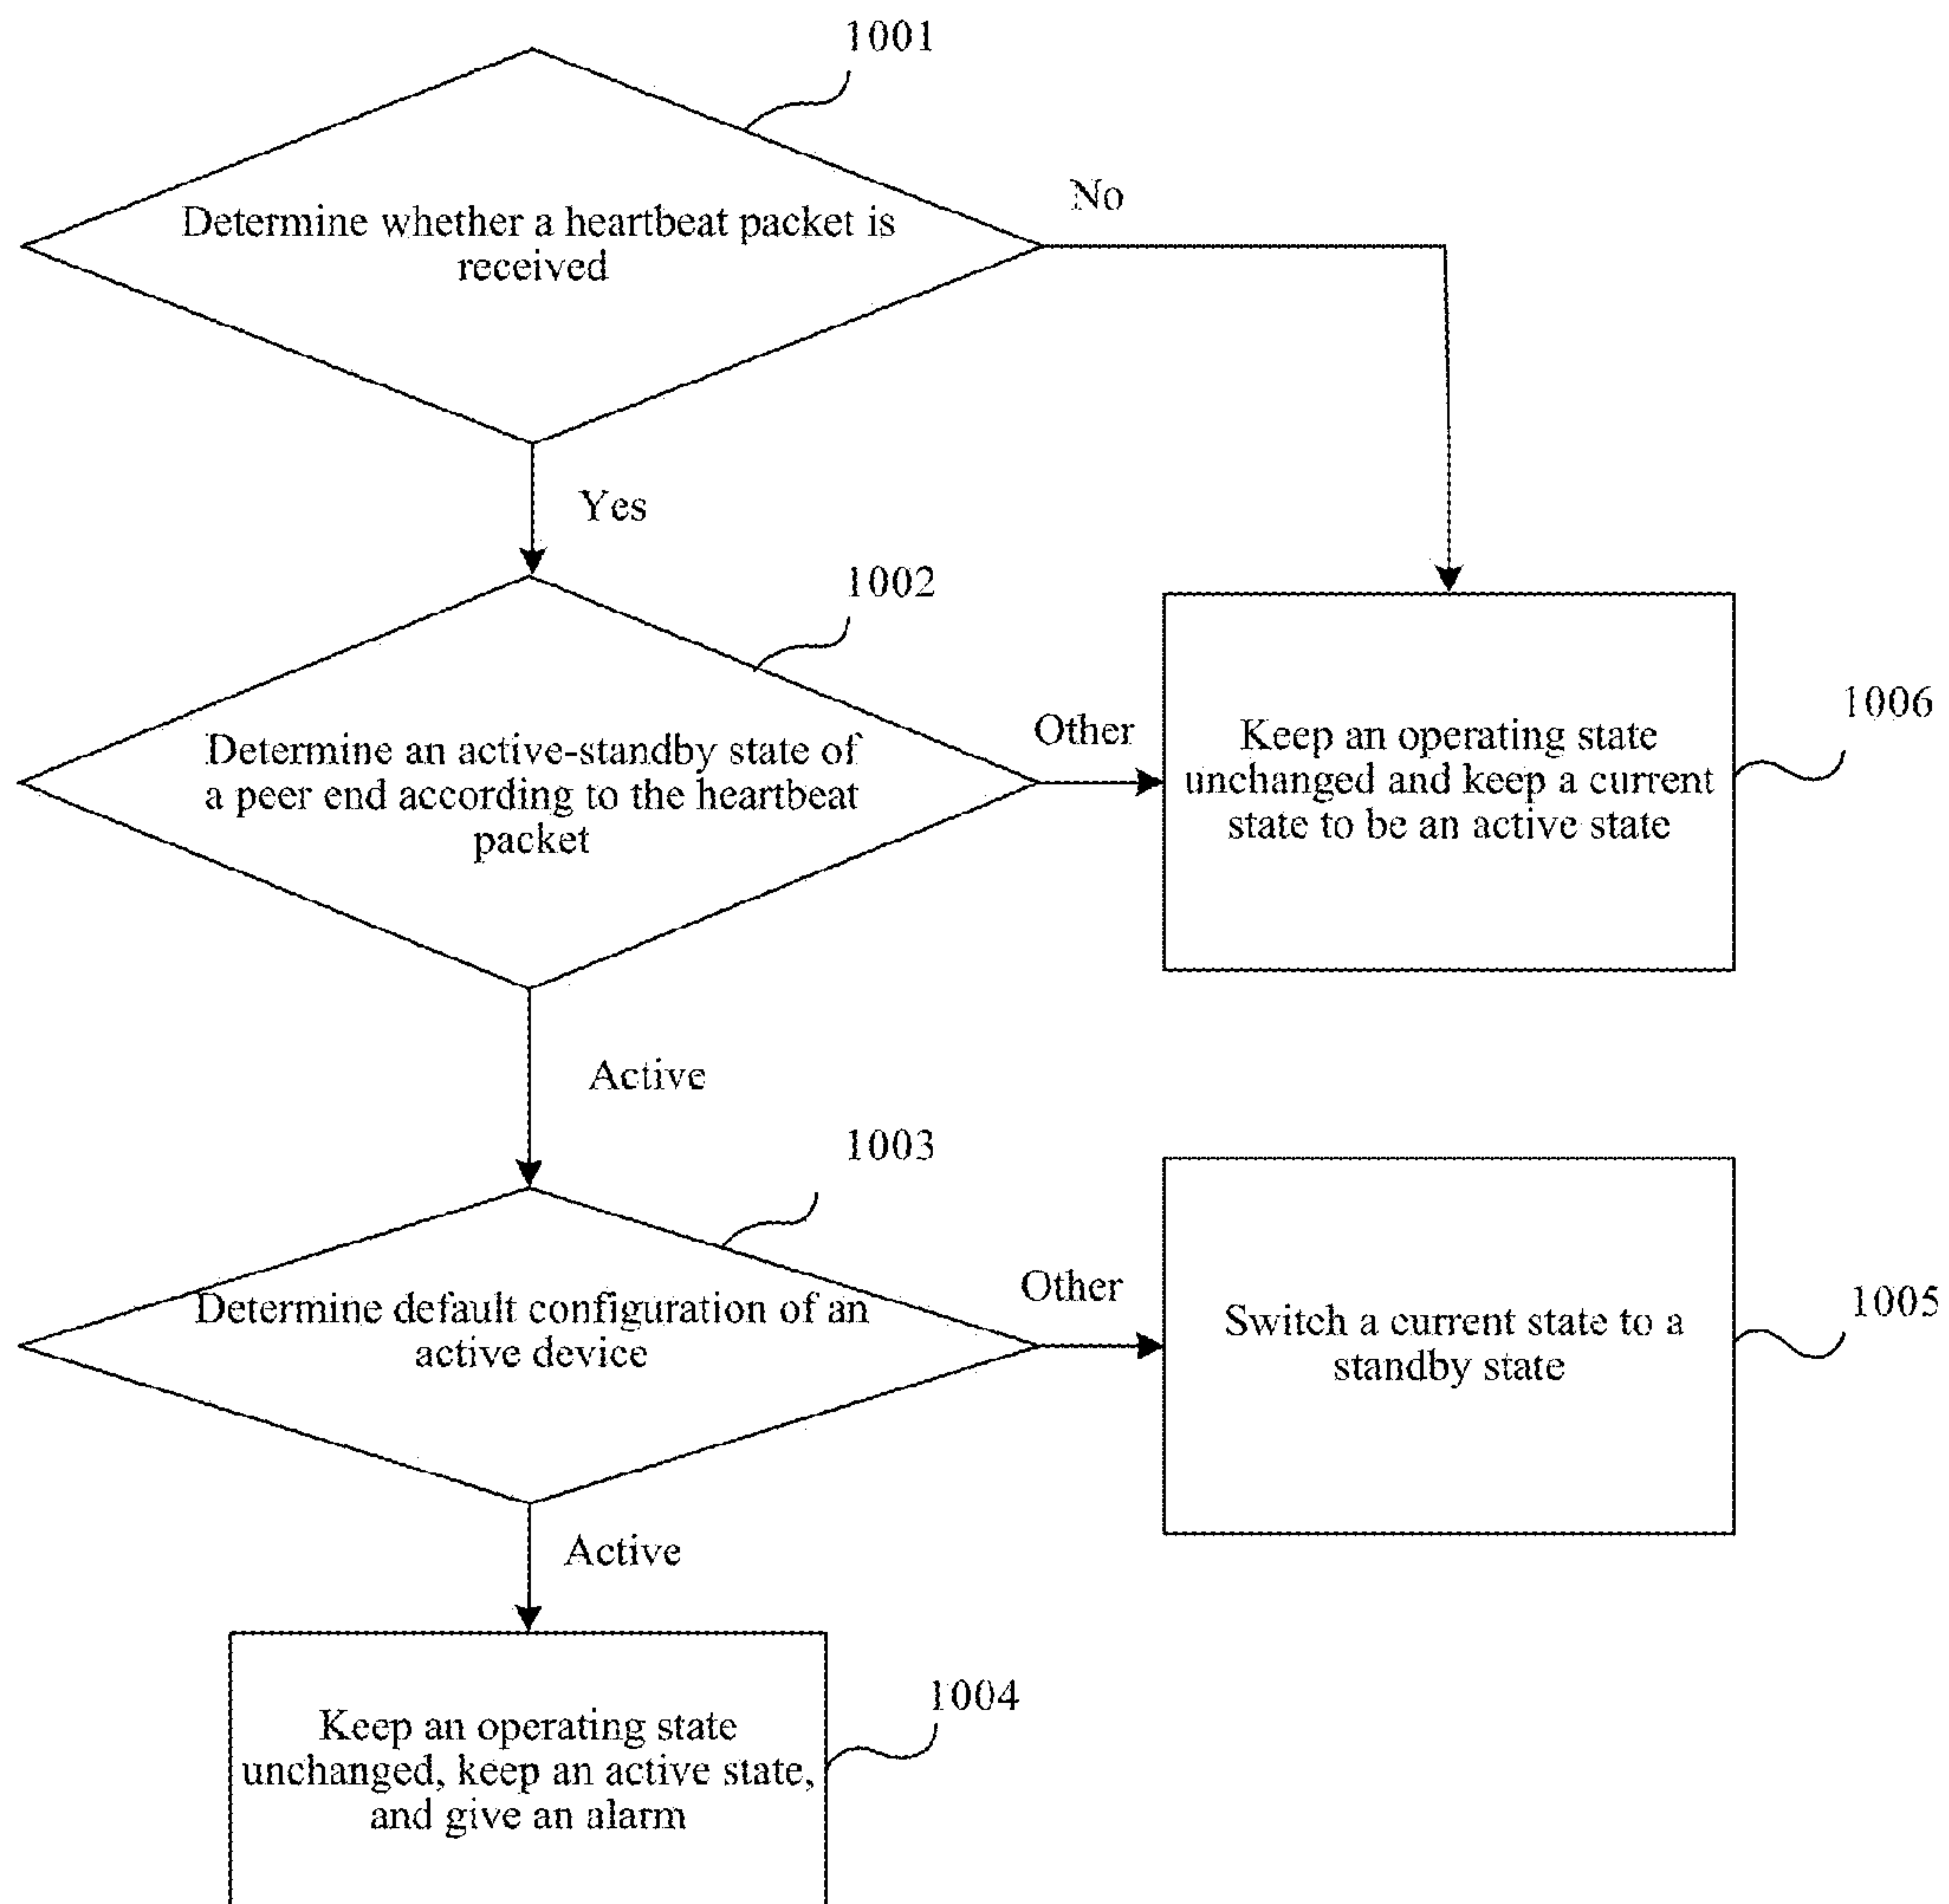 1001
Determine whether a heartbeat packet is
received
No
Yes
1002
Determine an active-standby state of
a peer end according to the heartbeat
packet
Other
Keep an operating state
unchanged and keep a current
state to be an active state
1006
Active
1003
Determine default configuration of an
active device
Other
Switch a current state to a
standby state
1005
Active
Keep an operating state
unchanged, keep an active state,
and give an alarm
1004